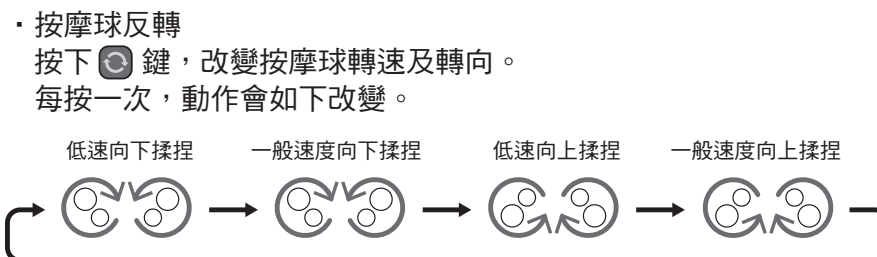 ・按摩球反轉
按下 鍵，改變按摩球轉速及轉向。
每按一次，動作會如下改變。
低速向下揉捏 一般速度向下揉捏 低速向上揉捏 一般速度向上揉捏